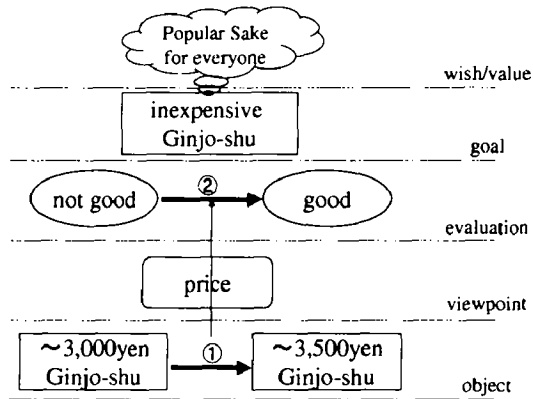 Popular Sake
for everyone
wish/value
inexpensive
Ginjo-shu
goal
not good
②
good
evaluation
price
viewpoint
~3,000yen
Ginjo-shu
①
~3,500yen
Ginjo-shu
object